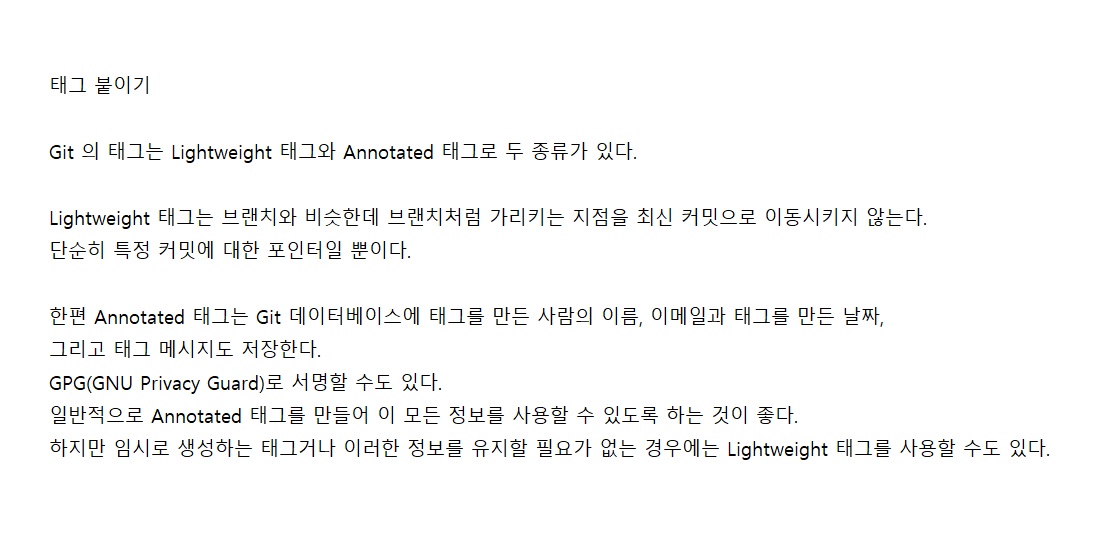 태그 붙이기
Git 의 태그는 Lightweight 태그와 Annotated 태그로 두 종류가 있다.
Lightweight 태그는 브랜치와 비슷한데 브랜치처럼 가리키는 지점을 최신 커밋으로 이동시키지 않는다.
단순히 특정 커밋에 대한 포인터일 뿐이다.
한편 Annotated 태그는 Git 데이터베이스에 태그를 만든 사람의 이름, 이메일과 태그를 만든 날짜,
그리고 태그 메시지도 저장한다.
GPG(GNU Privacy Guard)로 서명할 수도 있다.
일반적으로 Annotated 태그를 만들어 이 모든 정보를 사용할 수 있도록 하는 것이 좋다.
하지만 임시로 생성하는 태그거나 이러한 정보를 유지할 필요가 없는 경우에는 Lightweight 태그를 사용할 수도 있다.